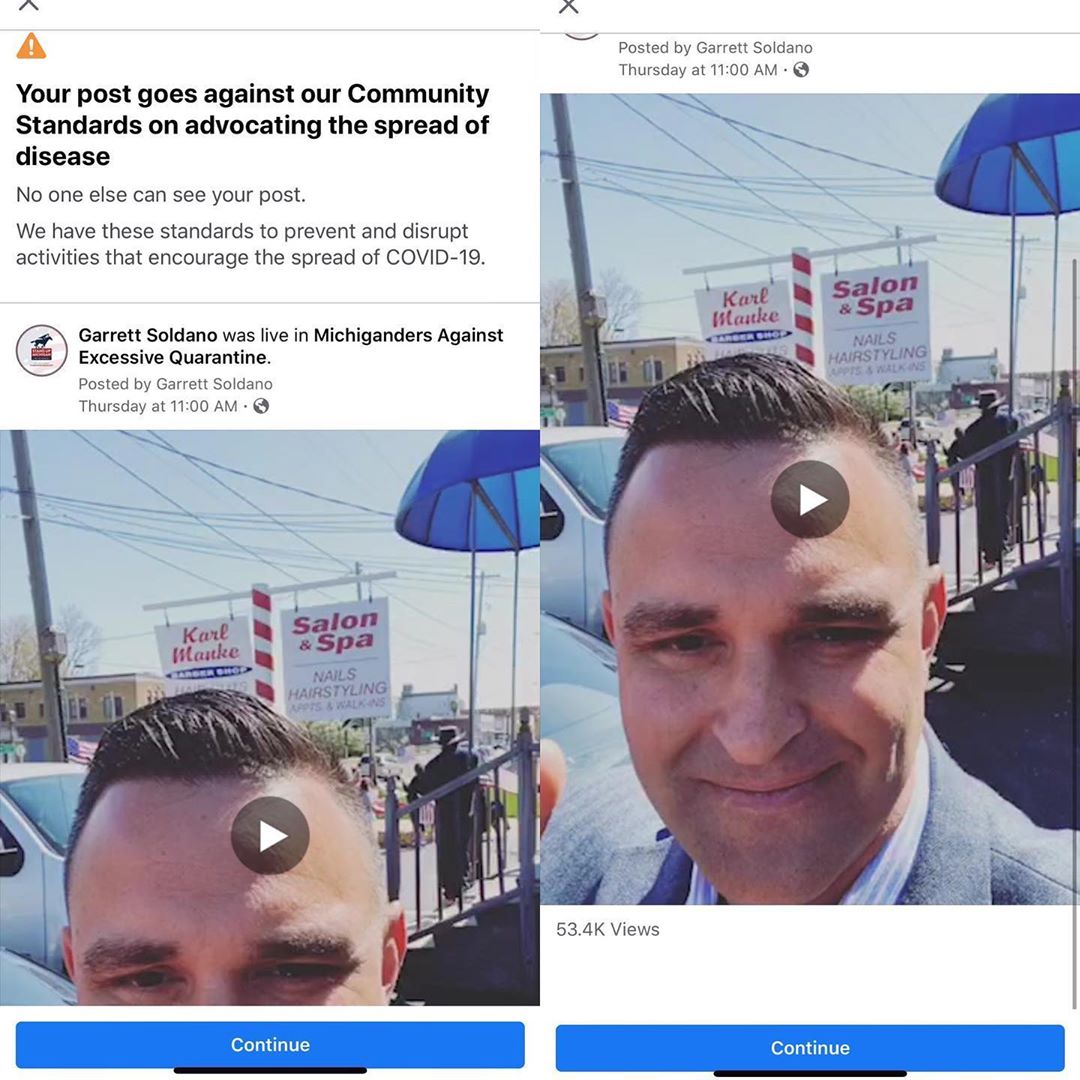 Your post goes against our Community
Standards on advocating the spread of
disease
No one else can see your post.
We have these standards to prevent and disrupt
activities that encourage the spread of COVID-19.
Garrett Soldano was live in Michiganders Against
Excessive Quarantine.
Posted by Garrett Soldano
Thursday at 11:00 AM ·
Karl
Manke
BARBER SHOP
Salon
& Spa
NAILS
HAIRSTYLING
APPTS. & WALK-INS
Continue
Posted by Garrett Soldano
Thursday at 11:00 AM ·
Karl
Manke
BARBER SHOP
Salon
& Spa
NAILS
HAIRSTYLING
APPTS. & WALK-INS
53.4K Views
Continue